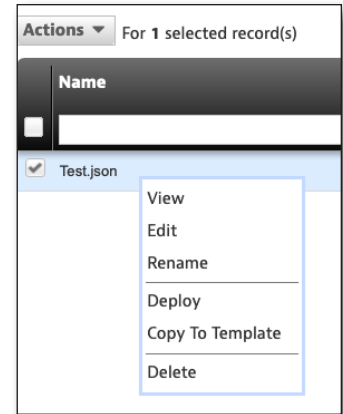 Actions For 1 selected record(s)
Name
Test.json
View
Edit
Rename
Deploy
Copy To Template
Delete